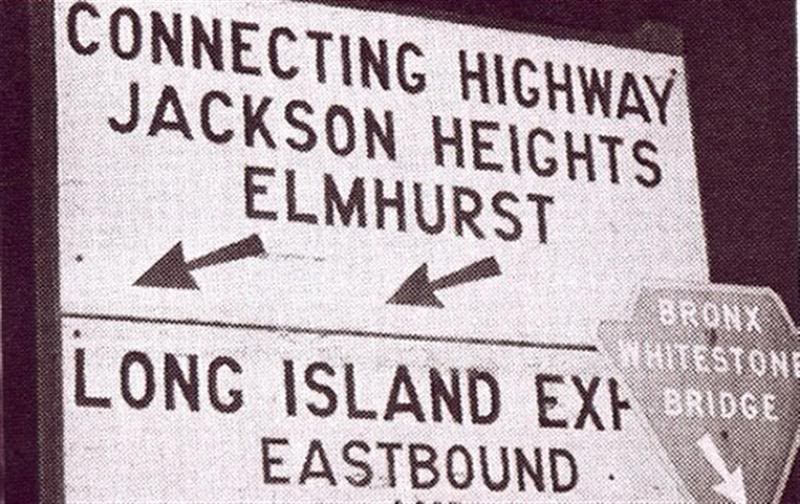 CONNECTING HIGHWAY
JACKSON HEIGHTS
ELMHURST
LONG ISLAND
EASTBOUND
BRONX
WHITESTONE
BRIDGE